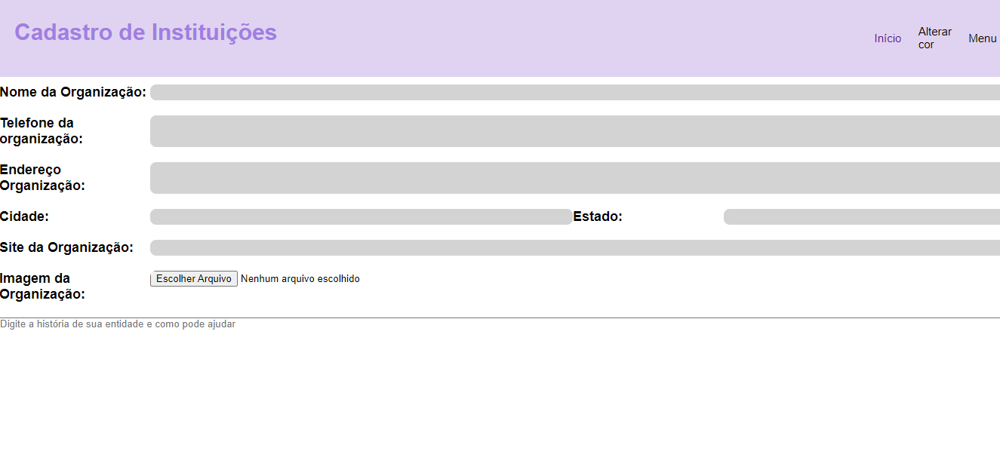 Cadastro de Instituições
Início
Alterar
cor
Menu
Nome da Organização:
Telefone da
organização:
Endereço
Organização:
Cidade:
Estado:
Site da Organização:
Imagem da
Organização:
Escolher Arquivo Nenhum arquivo escolhido
Digite a história de sua entidade e como pode ajudar